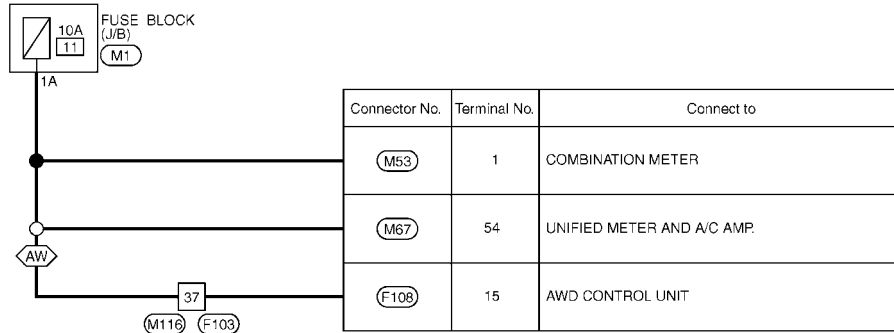 10A
11
FUSE BLOCK
(J/B)
M1
1A
Connector No. Terminal No. Connect to
M53 1 COMBINATION METER
M67 54 UNIFIED METER AND A/C AMP.
AW
37 F108 15 AWD CONTROL UNIT
M116 F103